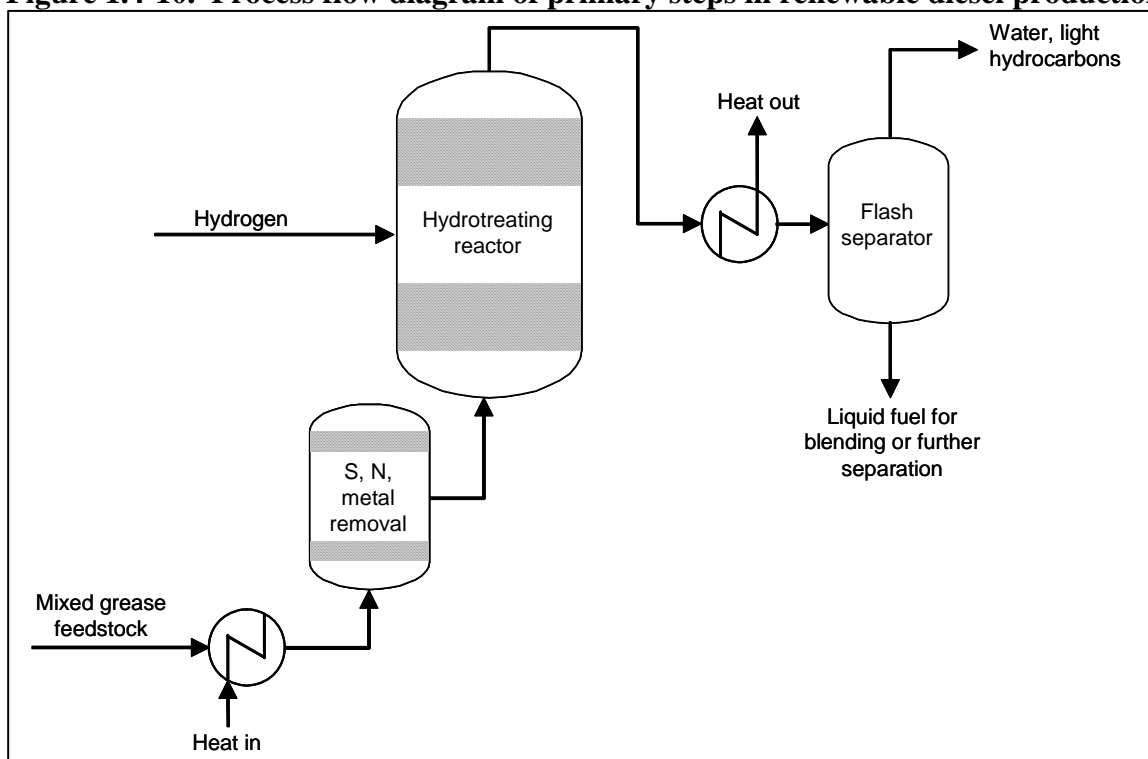 Figure 1.4-10. Process flow diagram of primary steps in renewable diesel production
Water, light
hydrocarbons
Heat out
Hydrogen
Hydrotreating
reactor
Flash
separator
Liquid fuel for
blending or further
separation
S, N,
metal
removal
Mixed grease
feedstock
Heat in